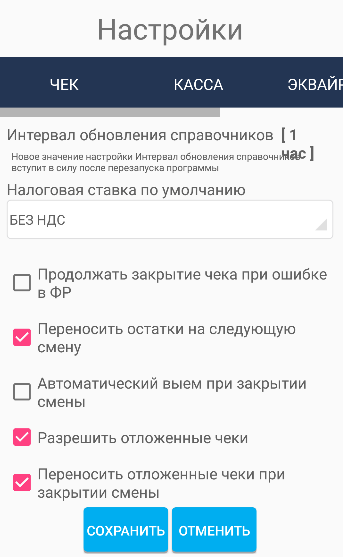 Настройки
ЧЕК КАССА ЭКВАЙР
Интервал обновления справочников [ 1
час ]
Новое значение настройки Интервал обновления справочников
вступит в силу после перезапуска программы
Налоговая ставка по умолчанию
БЕЗ НДС
Продолжать закрытие чека при ошибке
в ФР
Переносить остатки на следующую
смену
Автоматический выем при закрытии
смены
Разрешить отложенные чеки
Переносить отложенные чеки при
закрытии смены
СОХРАНИТЬ ОТМЕНИТЬ